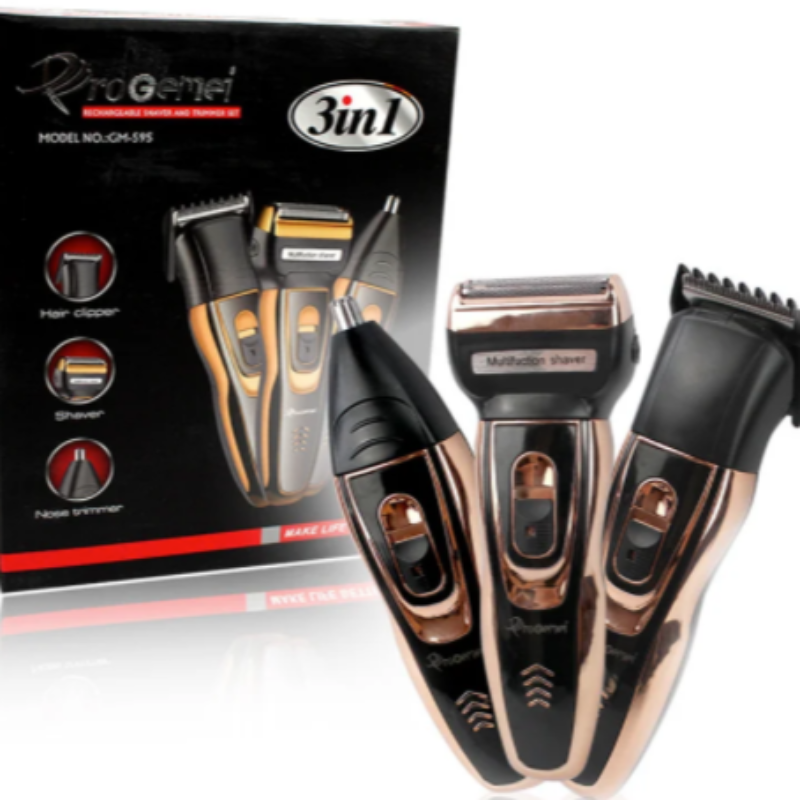 ProGemei
RECHARGEABLE SHAVER AND TRIMMER SET
MODEL NO.:GM-595
3in1
Hair clipper
Shaver
Nose trimmer
Multifuction shaver
MAKE LIFE
Multifuction shaver
ProGemei
ProGemei